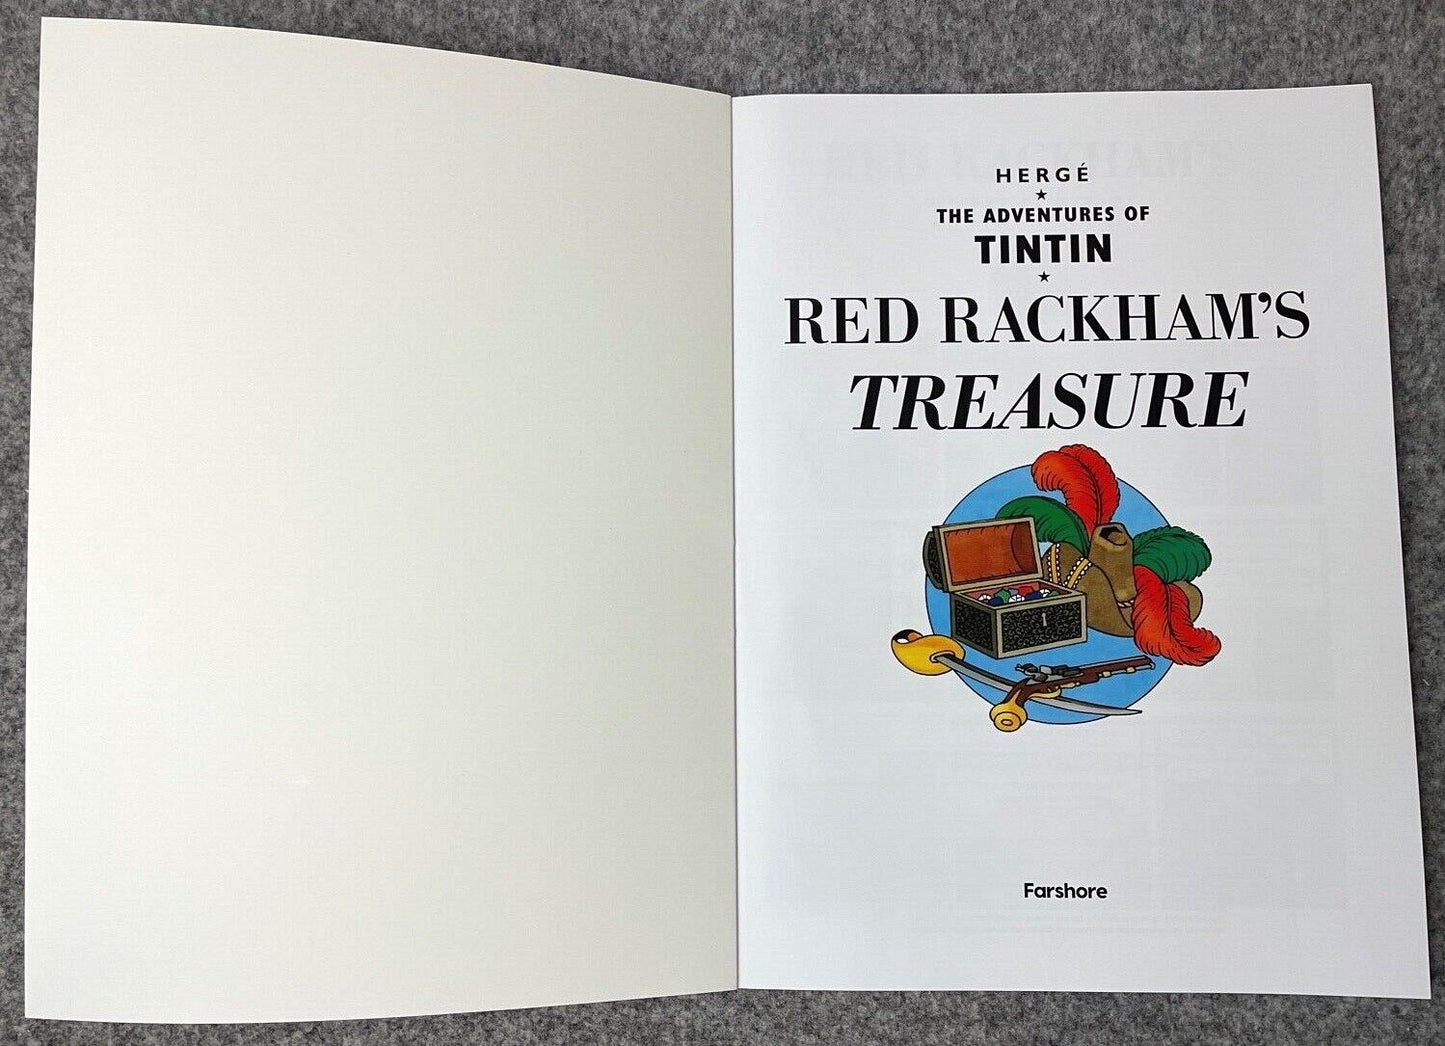 HERGÉ
THE ADVENTURES OF
TINTIN
RED RACKHAM'S
TREASURE
Farshore